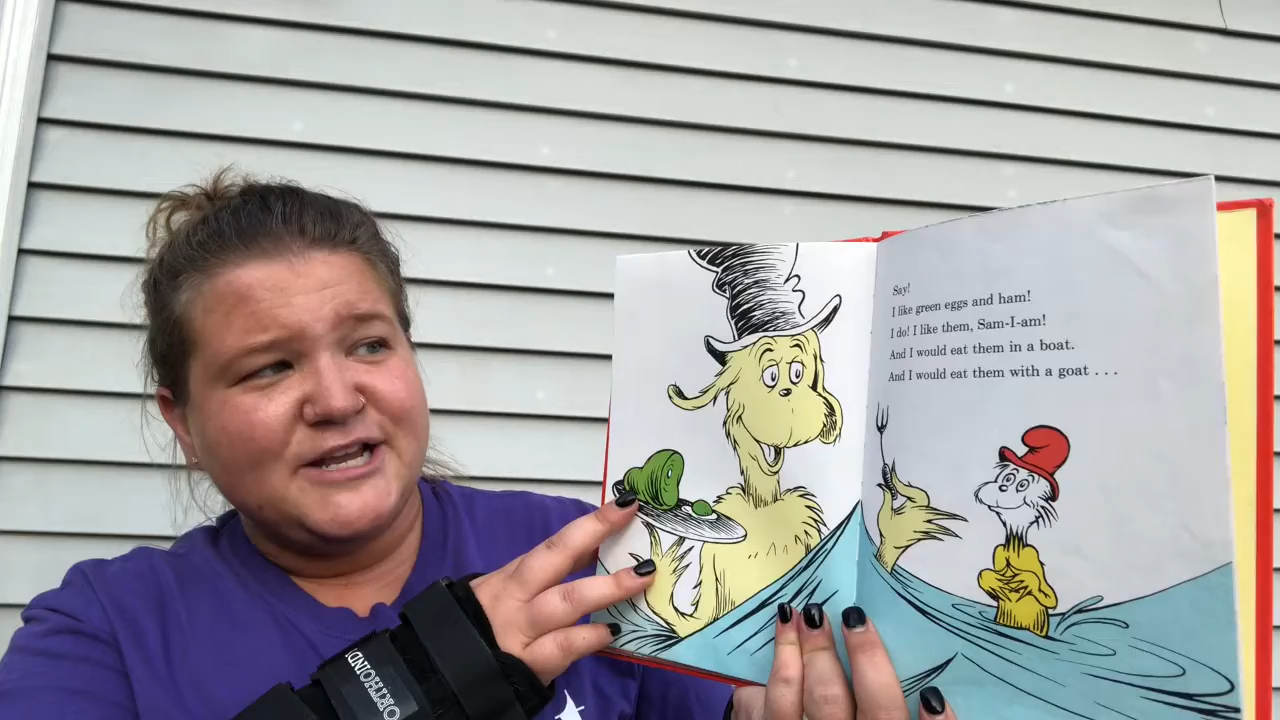 Say!
I like green eggs and ham!
I do! I like them, Sam-I-am!
And I would eat them in a boat.
And I would eat them with a goat . . .